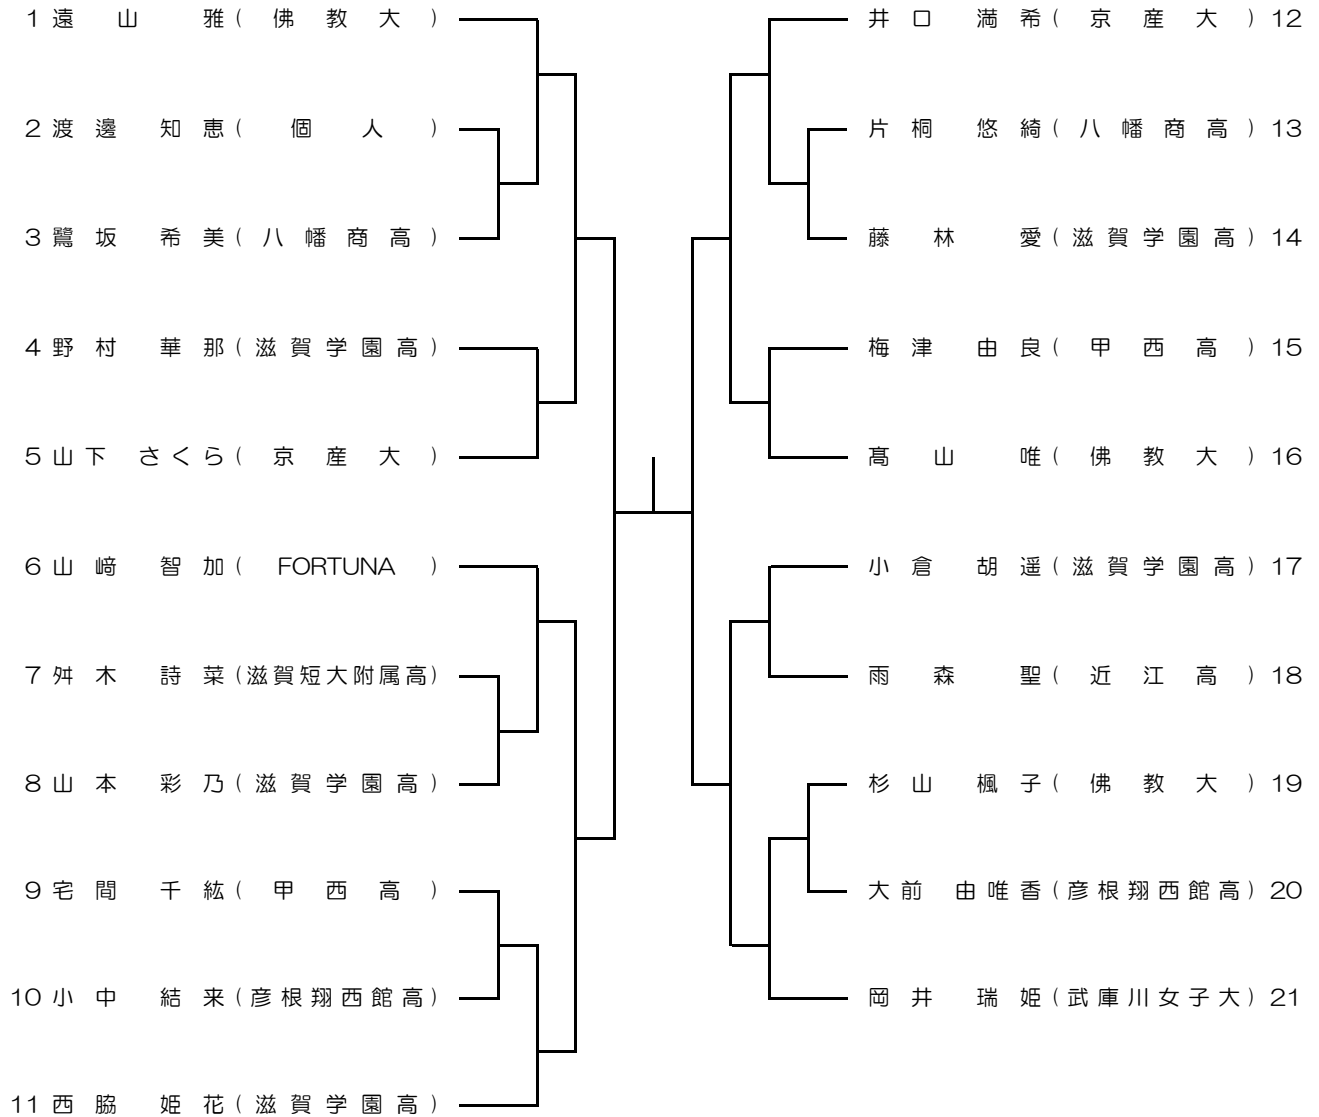 1 遠山 雅 (佛教大)
2 渡邊 知恵 (個人)
3 鷺坂 希美 (八幡商高)
4 野村 華那 (滋賀学園高)
5 山下 さくら (京産大)
6 山﨑 智加 (FORTUNA)
7 舛木 詩菜 (滋賀短大附属高)
8 山本 彩乃 (滋賀学園高)
9 宅間 千紘 (甲西高)
10 小中 結来 (彦根翔西館高)
11 西脇 姫花 (滋賀学園高)
井口 満希 (京産大) 12
片桐 悠綺 (八幡商高) 13
藤林 愛 (滋賀学園高) 14
梅津 由良 (甲西高) 15
髙山 唯 (佛教大) 16
小倉 胡遥 (滋賀学園高) 17
雨森 聖 (近江高) 18
杉山 楓子 (佛教大) 19
大前 由唯香 (彦根翔西館高) 20
岡井 瑞姫 (武庫川女子大) 21